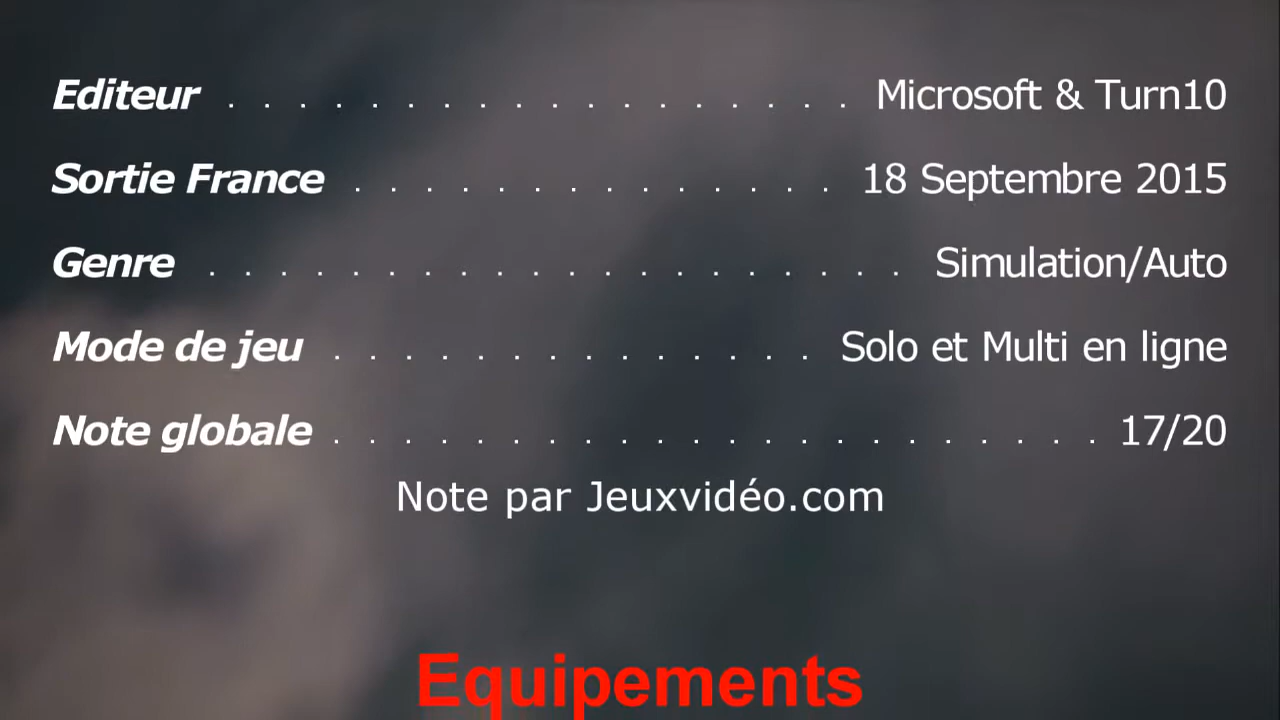 Editeur . . . . . . . . . . . . . . . . . . Microsoft & Turn10
Sortie France . . . . . . . . . . . . . . 18 Septembre 2015
Genre . . . . . . . . . . . . . . . . . . . . Simulation/Auto
Mode de jeu . . . . . . . . . . . . . . Solo et Multi en ligne
Note globale . . . . . . . . . . . . . . . . . . . . . . 17/20
Note par Jeuxvidéo.com
Equipements